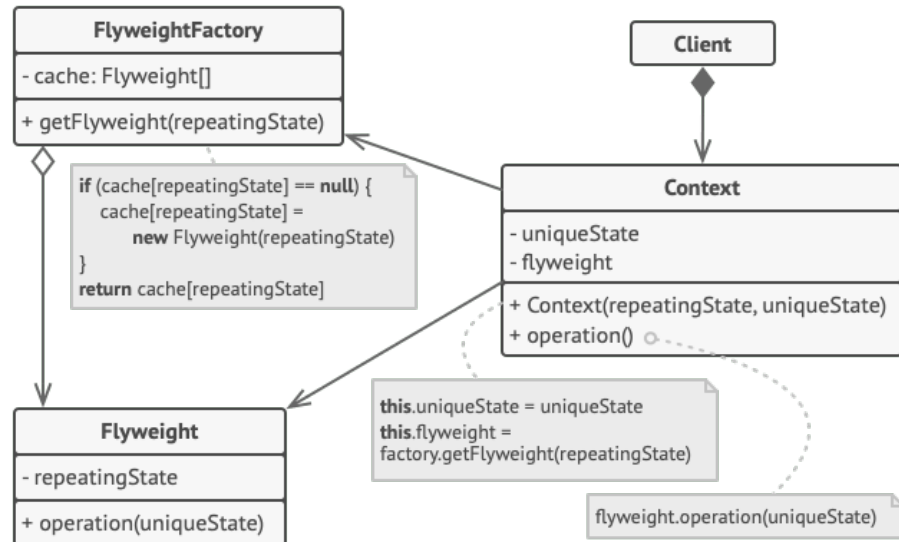 FlyweightFactory
- cache: Flyweight[]
+ getFlyweight(repeatingState)
if (cache[repeatingState] == null) {
cache[repeatingState] =
new Flyweight(repeatingState)
}
return cache[repeatingState]
Client
Context
- uniqueState
- flyweight
+ Context(repeatingState, uniqueState)
+ operation()
this.uniqueState = uniqueState
this.flyweight =
factory.getFlyweight(repeatingState)
Flyweight
- repeatingState
+ operation(uniqueState)
flyweight.operation(uniqueState)